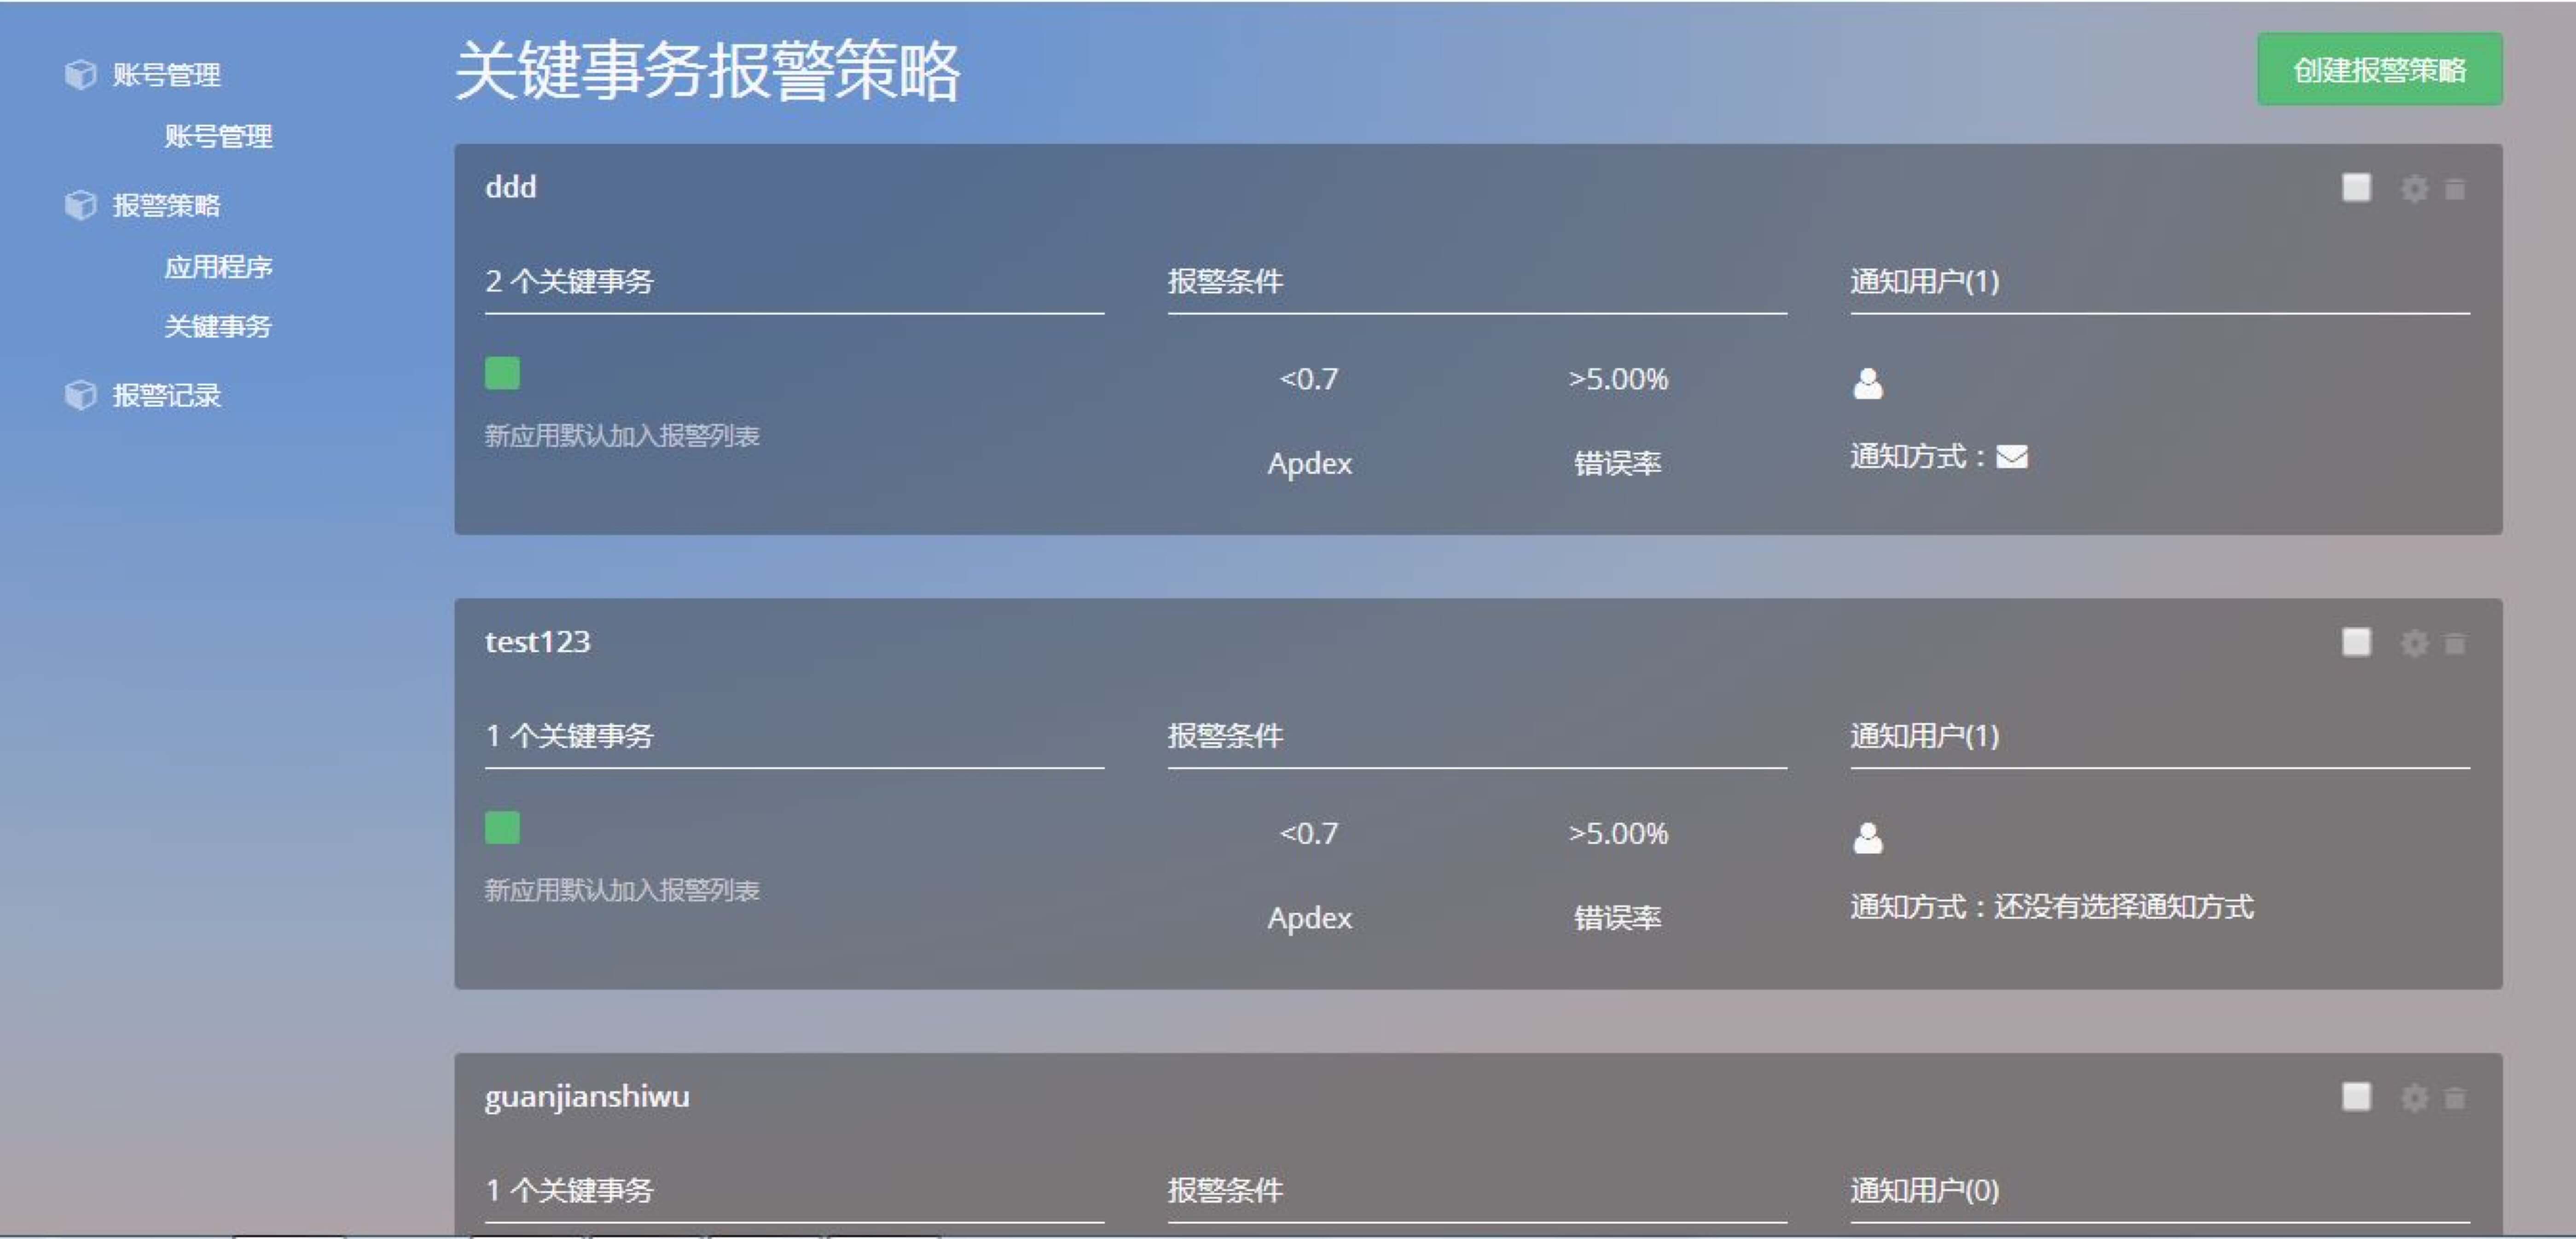 账号管理
账号管理
报警策略
应用程序
关键事务
报警记录
关键事务报警策略
创建报警策略
ddd
2 个关键事务
报警条件
通知用户(1)
<0.7
>5.00%
新应用默认加入报警列表
Apdex
错误率
通知方式：
test123
1 个关键事务
报警条件
通知用户(1)
<0.7
>5.00%
新应用默认加入报警列表
Apdex
错误率
通知方式：还没有选择通知方式
guanjianshiwu
1 个关键事务
报警条件
通知用户(0)